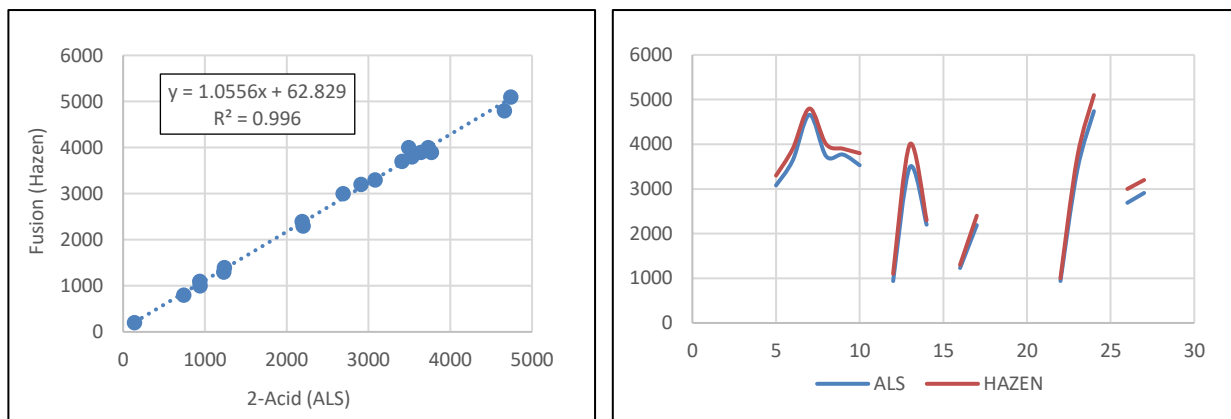 6000
5000
4000
3000
2000
1000
0
y = 1.0556x + 62.829
R² = 0.996
Fusion (Hazen)
0 1000 2000 3000 4000 5000
2-Acid (ALS)
6000
5000
4000
3000
2000
1000
0
0 5 10 15 20 25 30
ALS HAZEN